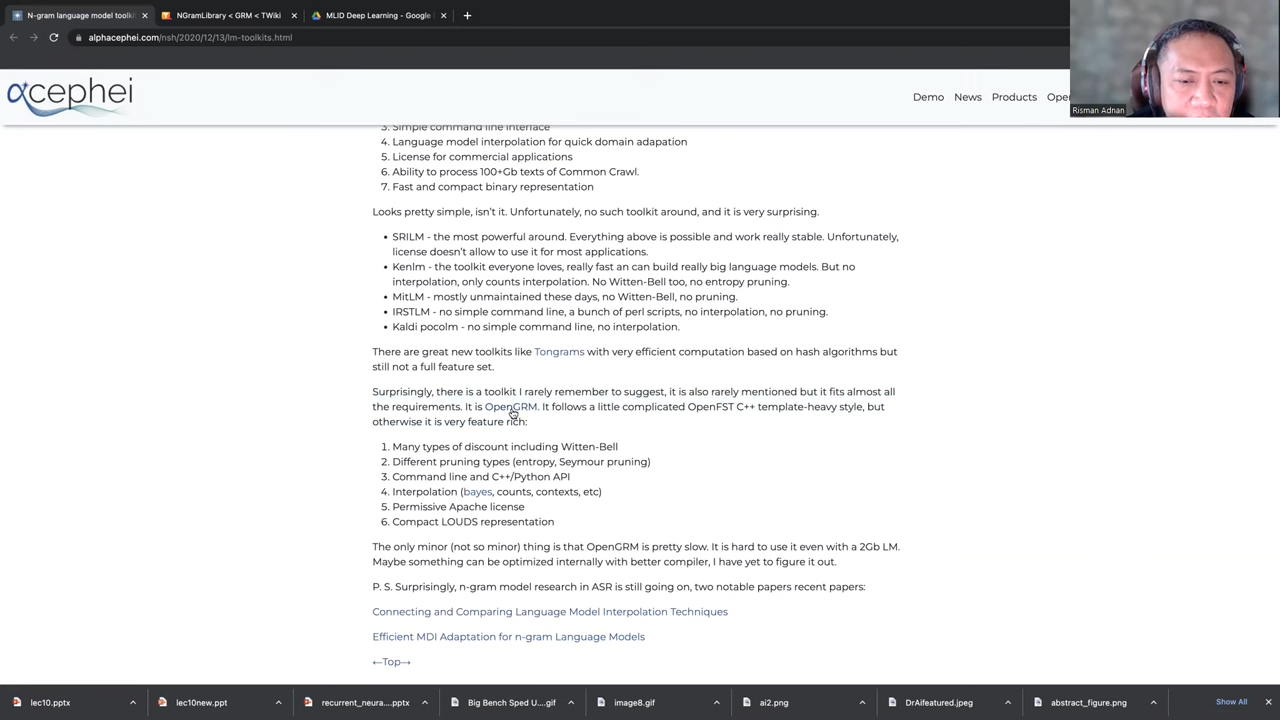 N-gram language model toolki
NGramLibrary < GRM < TWiki
MLID Deep Learning - Google
alphacephei.com/nsh/2020/12/13/lm-toolkits.html
Risman Adnan
αcephei
Demo
News
Products
Ope
3. Simple command line interface
4. Language model interpolation for quick domain adapation
5. License for commercial applications
6. Ability to process 100+Gb texts of Common Crawl.
7. Fast and compact binary representation
Looks pretty simple, isn't it. Unfortunately, no such toolkit around, and it is very surprising.
• SRILM - the most powerful around. Everything above is possible and work really stable. Unfortunately,
license doesn't allow to use it for most applications.
• Kenlm - the toolkit everyone loves, really fast an can build really big language models. But no
interpolation, only counts interpolation. No Witten-Bell too, no entropy pruning.
• MitLM - mostly unmaintained these days, no Witten-Bell, no pruning.
• IRSTLM - no simple command line, a bunch of perl scripts, no interpolation, no pruning.
• Kaldi pocolm - no simple command line, no interpolation.
There are great new toolkits like Tongrams with very efficient computation based on hash algorithms but
still not a full feature set.
Surprisingly, there is a toolkit I rarely remember to suggest, it is also rarely mentioned but it fits almost all
the requirements. It is OpenGRM. It follows a little complicated OpenFST C++ template-heavy style, but
otherwise it is very feature rich:
1. Many types of discount including Witten-Bell
2. Different pruning types (entropy, Seymour pruning)
3. Command line and C++/Python API
4. Interpolation (bayes, counts, contexts, etc)
5. Permissive Apache license
6. Compact LOUDS representation
The only minor (not so minor) thing is that OpenGRM is pretty slow. It is hard to use it even with a 2Gb LM.
Maybe something can be optimized internally with better compiler, I have yet to figure it out.
P. S. Surprisingly, n-gram model research in ASR is still going on, two notable papers recent papers:
Connecting and Comparing Language Model Interpolation Techniques
Efficient MDI Adaptation for n-gram Language Models
←Top→
lec10.pptx
lec10new.ppt
recurrent_neura....pptx
Big Bench Sped U....gif
image8.gif
ai2.png
DrAifeatured.jpeg
abstract_figure.png
Show All